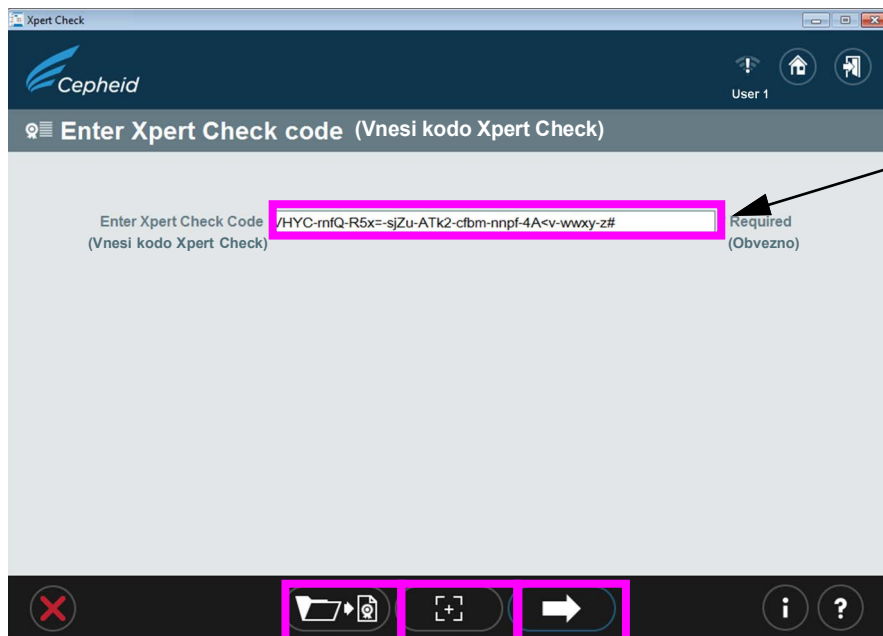 Xpert Check
Cepheid
User 1
Enter Xpert Check code (Vnesi kodo Xpert Check)
Enter Xpert Check Code /HYC-rnfQ-R5x=-sjZu-ATk2-cfbm-nnpf-4A<v-wwxy-z# Required
(Vnesi kodo Xpert Check) (Obvezno)